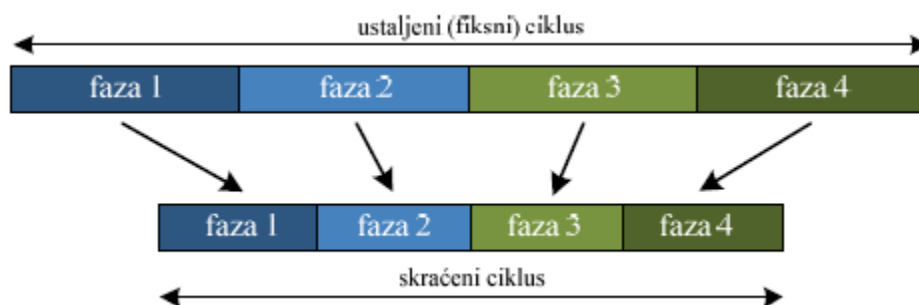 ustaljeni (fiksni) ciklus
faza 1 faza 2 faza 3 faza 4
faza 1 faza 2 faza 3 faza 4
skraćeni ciklus